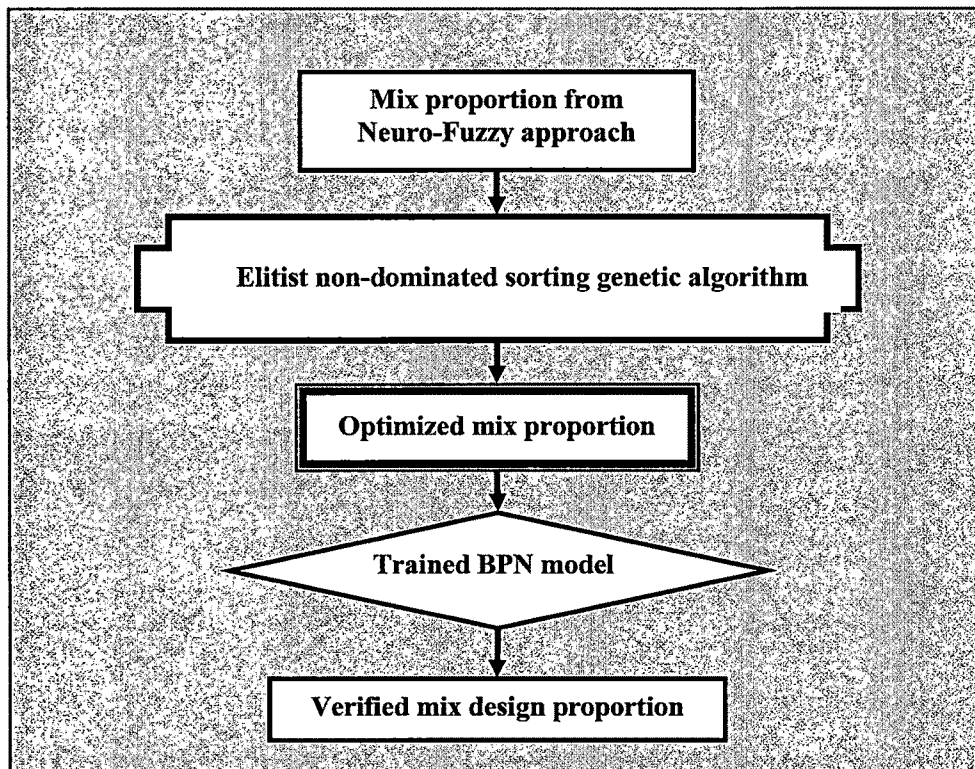 Mix proportion from
Neuro-Fuzzy approach
Elitist non-dominated sorting genetic algorithm
Optimized mix proportion
Trained BPN model
Verified mix design proportion